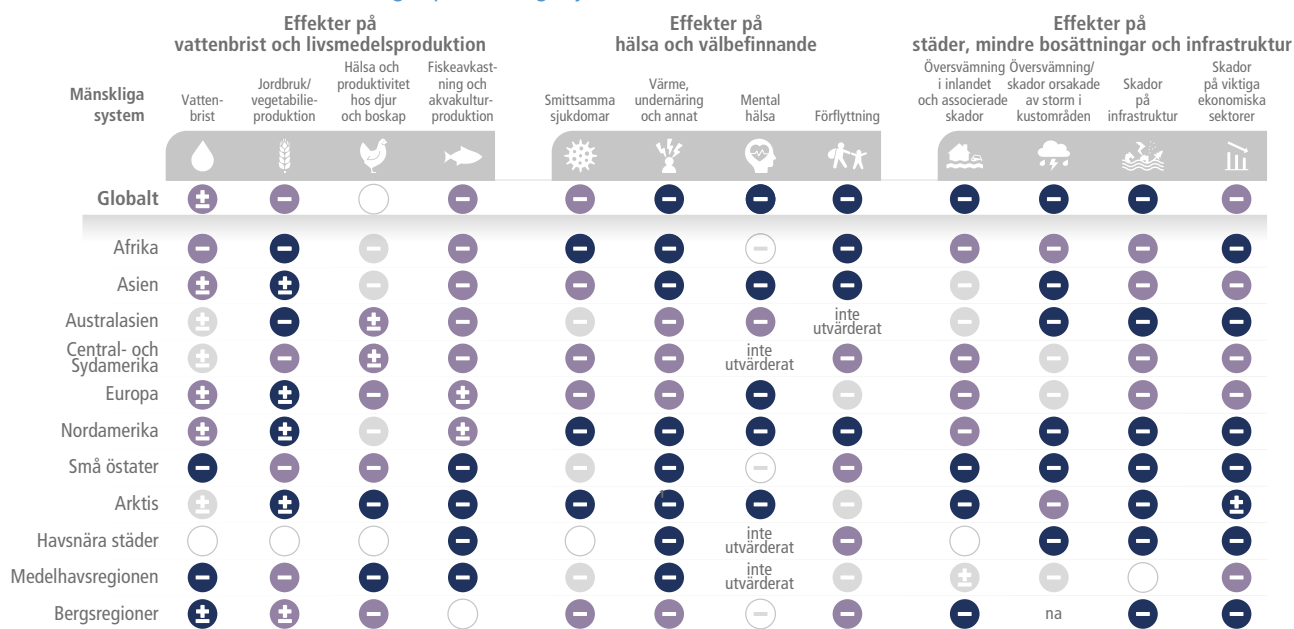 Effekter på
vattenbrist och livsmedelsproduktion
Effekter på
hälsa och välbefinnande
Effekter på
städer, mindre bosättningar och infrastruktur
Mänskliga
system
Vatten-
brist
Jordbruk/
vegetabilie-
produktion
Hälsa och
produktivitet
hos djur
och boskap
Fiskeavkast-
ning och
akvakultur-
produktion
Smittsamma
sjukdomar
Värme,
undernäring
och annat
Mental
hälsa
Förflyttning
Översvämning
i inlandet
och associerade
skador
Översvämning/
skador orsakade
av storm i
kustområden
Skador
på
infrastruktur
Skador
på viktiga
ekonomiska
sektorer
Globalt
Afrika
Asien
Australasien
inte
utvärderat
Central- och
Sydamerika
inte
utvärderat
Europa
Nordamerika
Små östater
Arktis
Havsnära städer
inte
utvärderat
Medelhavsregionen
inte
utvärderat
Bergsregioner
na